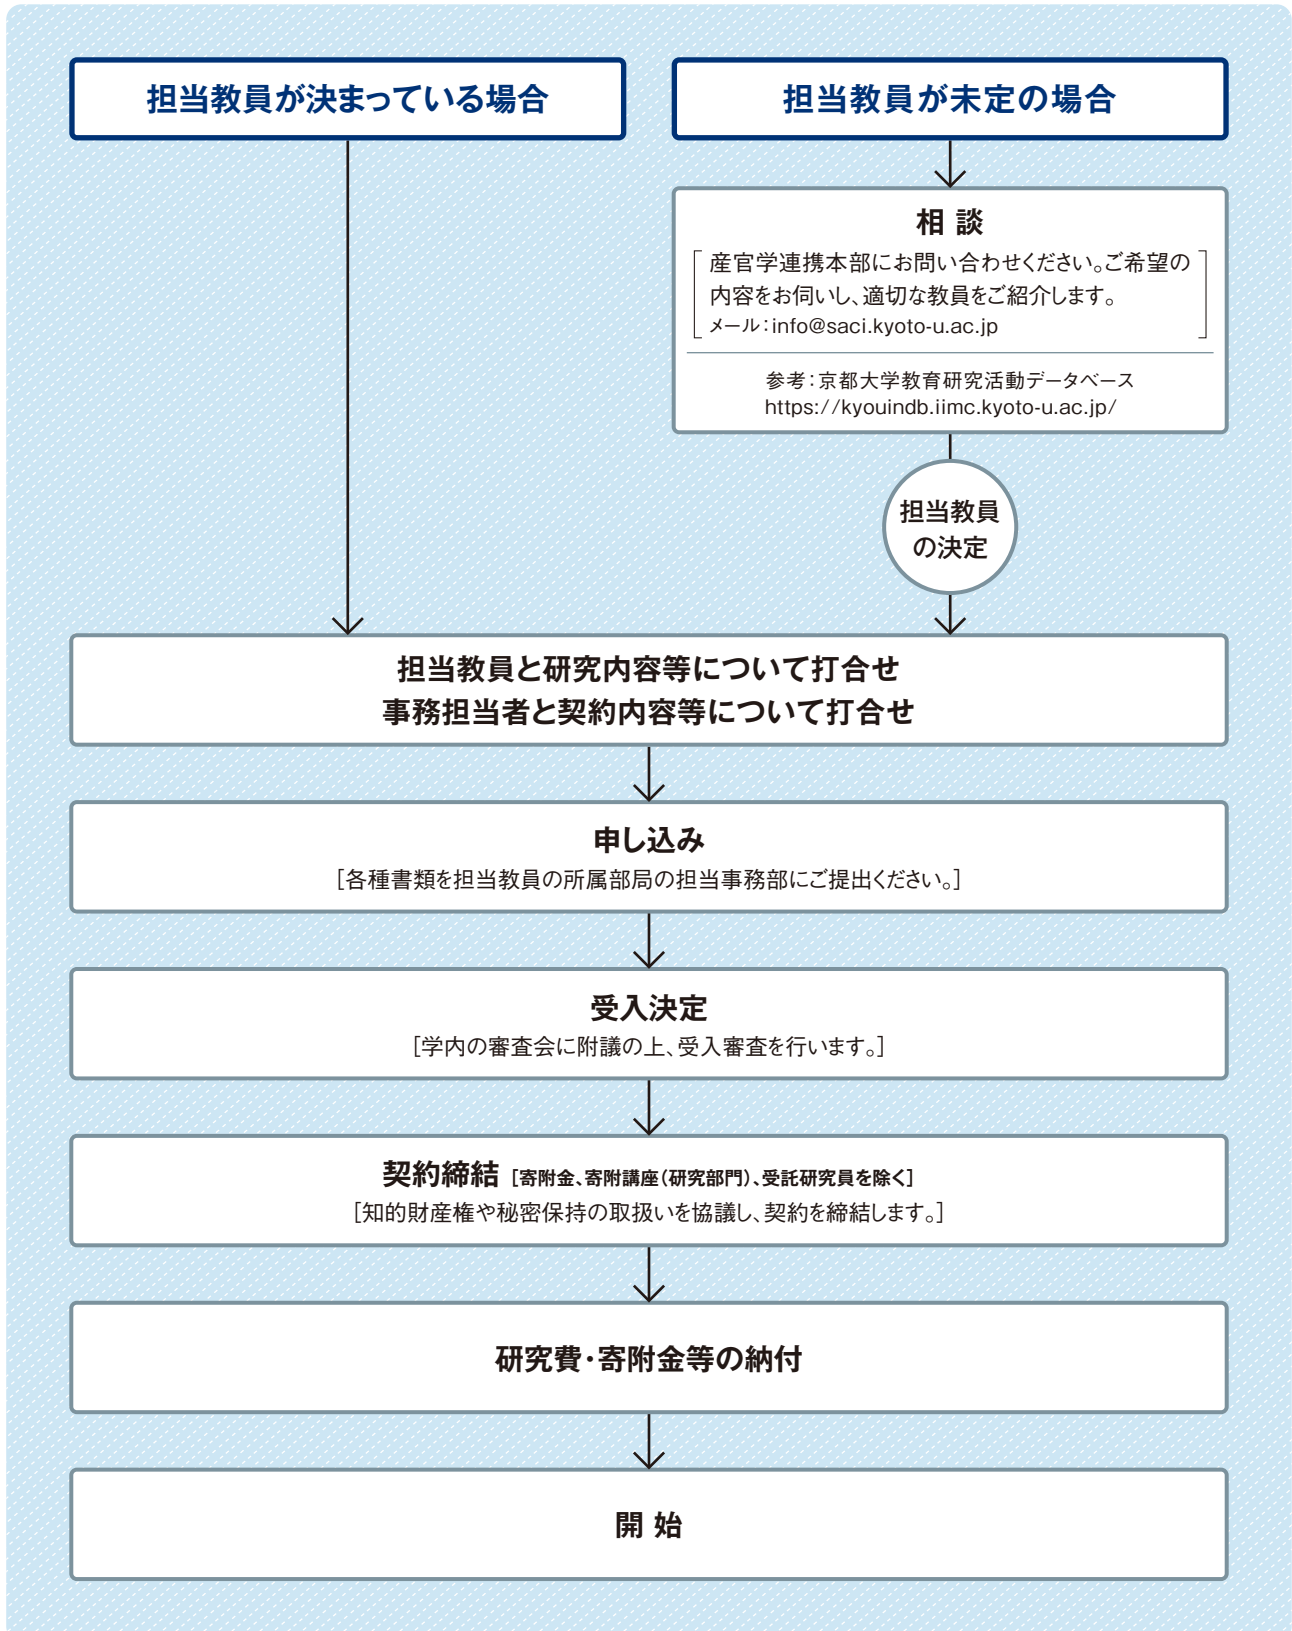 担当教員が決まっている場合
担当教員が未定の場合
相 談
［産官学連携本部にお問い合わせください。ご希望の
内容をお伺いし、適切な教員をご紹介します。
メール：info@saci.kyoto-u.ac.jp］
参考：京都大学教育研究活動データベース
https://kyouindb.iimc.kyoto-u.ac.jp/
担当教員
の決定
担当教員と研究内容等について打合せ
事務担当者と契約内容等について打合せ
申し込み
［各種書類を担当教員の所属部局の担当事務部にご提出ください。］
受入決定
［学内の審査会に附議の上、受入審査を行います。］
契約締結［寄附金、寄附講座（研究部門）、受託研究員を除く］
［知的財産権や秘密保持の取扱いを協議し、契約を締結します。］
研究費・寄附金等の納付
開 始